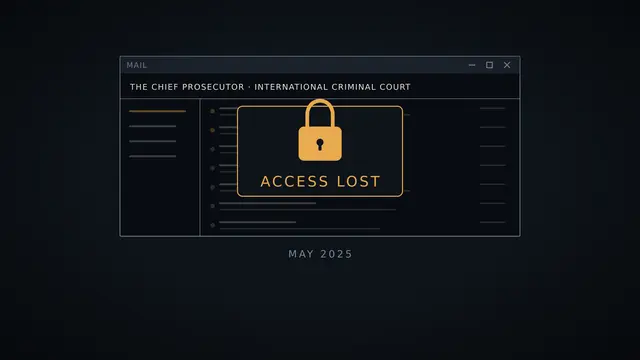 MAIL
THE CHIEF PROSECUTOR · INTERNATIONAL CRIMINAL COURT
ACCESS LOST
MAY 2025